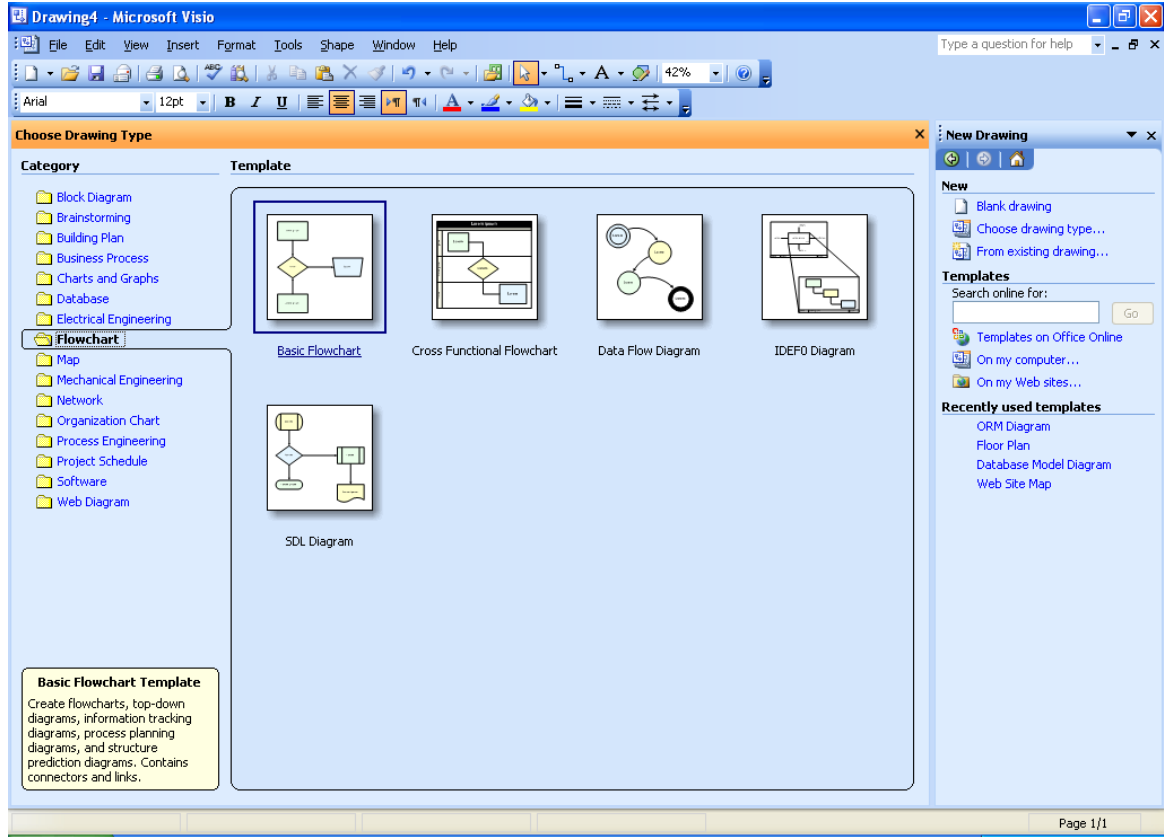 Drawing4 - Microsoft Visio
File Edit View Insert Format Tools Shape Window Help
Type a question for help
ABC
A
42%
Arial
12pt
B I U
A
Choose Drawing Type
New Drawing
Category
Template
Block Diagram
Brainstorming
Building Plan
Business Process
Charts and Graphs
Database
Electrical Engineering
Flowchart
Map
Mechanical Engineering
Network
Organization Chart
Process Engineering
Project Schedule
Software
Web Diagram
Basic Flowchart
Cross Functional Flowchart
Data Flow Diagram
IDEF0 Diagram
SDL Diagram
Basic Flowchart Template
Create flowcharts, top-down
diagrams, information tracking
diagrams, process planning
diagrams, and structure
prediction diagrams. Contains
connectors and links.
New
Blank drawing
Choose drawing type...
From existing drawing...
Templates
Search online for:
Go
Templates on Office Online
On my computer...
On my Web sites...
Recently used templates
ORM Diagram
Floor Plan
Database Model Diagram
Web Site Map
Page 1/1